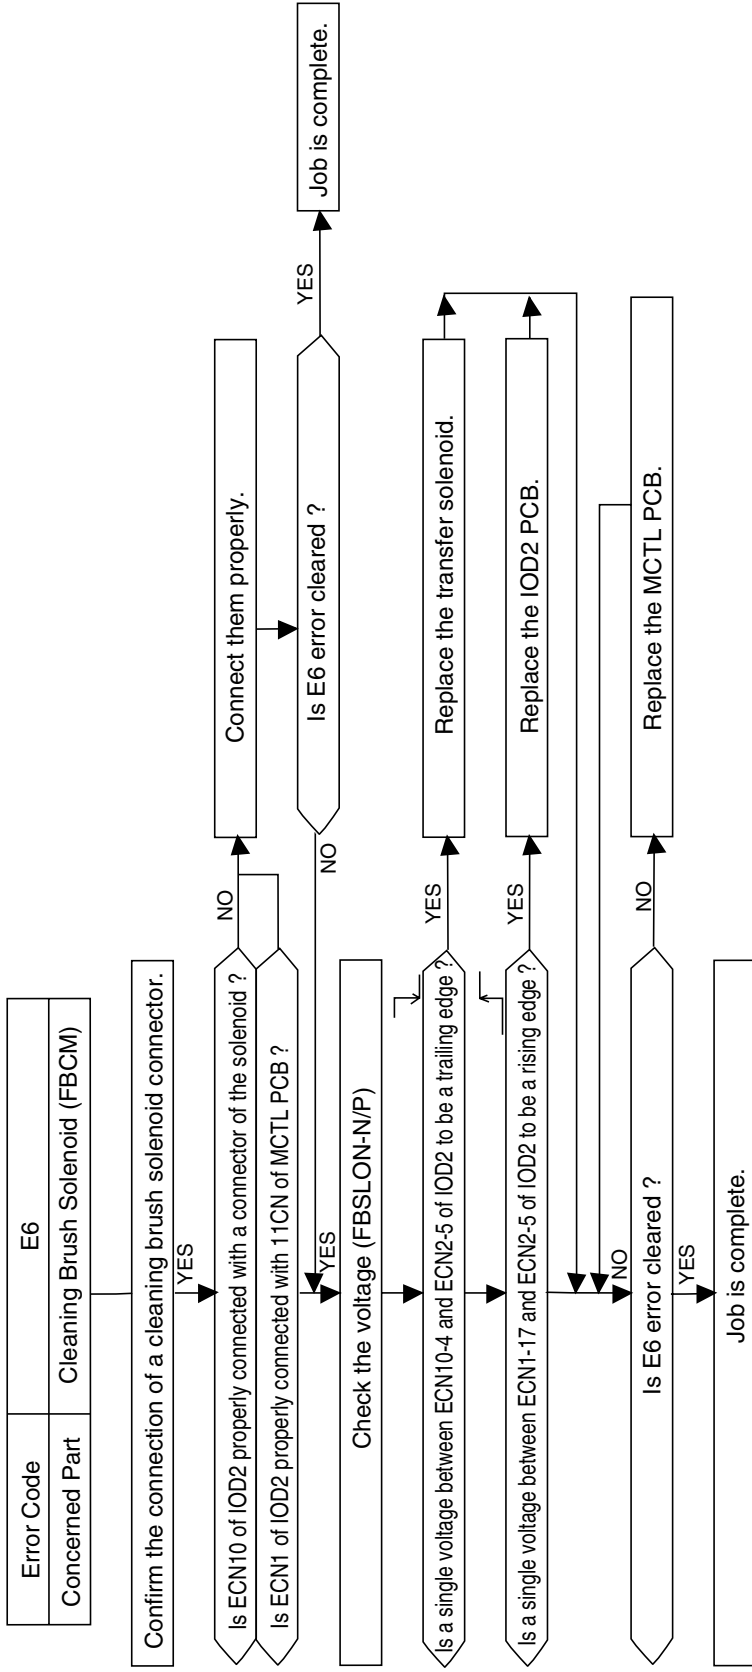 Error Code
E6
Concerned Part
Cleaning Brush Solenoid (FBCM)
Confirm the connection of a cleaning brush solenoid connector.
YES
Is ECN10 of IOD2 properly connected with a connector of the solenoid ?
NO
Connect them properly.
Is ECN1 of IOD2 properly connected with 11CN of MCTL PCB ?
Is E6 error cleared ?
YES
Job is complete.
NO
YES
Check the voltage (FBSLON-N/P)
Is a single voltage between ECN10-4 and ECN2-5 of IOD2 to be a trailing edge ?
YES
Replace the transfer solenoid.
Is a single voltage between ECN1-17 and ECN2-5 of IOD2 to be a rising edge ?
YES
Replace the IOD2 PCB.
NO
Is E6 error cleared ?
NO
Replace the MCTL PCB.
YES
Job is complete.